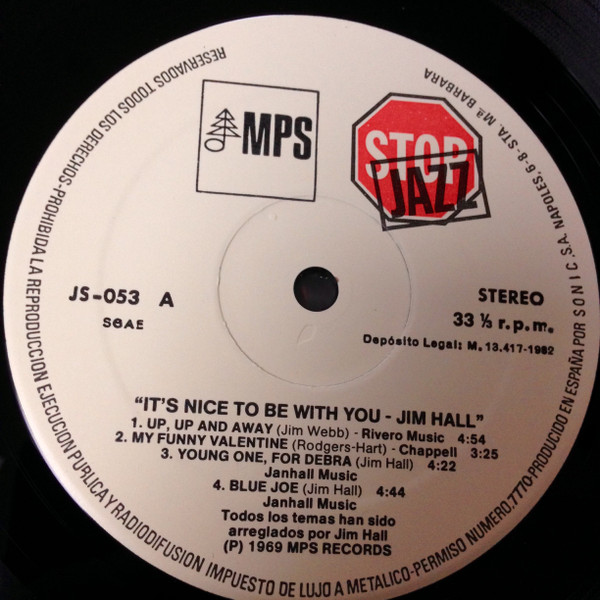 MPS
STOP
JAZZ
JS-053 A
SGAE
STEREO
33 ⅓ r.p.m.
Depósito Legal: M. 13.417-1982
"IT'S NICE TO BE WITH YOU - JIM HALL"
1. UP, UP AND AWAY (Jim Webb) - Rivero Music 4:54
2. MY FUNNY VALENTINE (Rodgers-Hart) - Chappell 3:25
3. YOUNG ONE, FOR DEBRA (Jim Hall) 4:22
Janhall Music
4. BLUE JOE (Jim Hall) 4:44
Janhall Music
Todos los temas han sido
arreglados por Jim Hall
(P) 1969 MPS RECORDS
RESERVADOS TODOS LOS DERECHOS-PROHIBIDA LA REPRODUCCION EJECUCION PUBLICA Y RADIODIFUSION IMPUESTO DE LUJO A METALICO-PERMISO NUMERO.7770-PRODUCIDO EN ESPAÑA POR S O N I C, S.A. NAPOLES, 6-8 - STA. Mª BARBARA